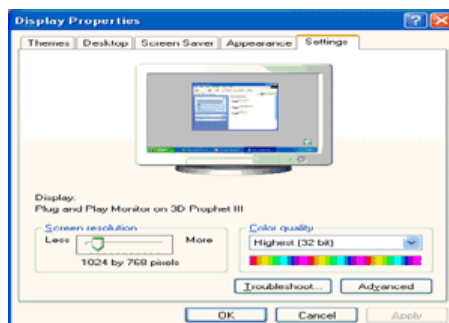 Display Properties
Themes Desktop Screen Saver Appearance Settings
Display:
Plug and Play Monitor on 3D Prophet III
Screen resolution
Less More
1024 by 768 pixels
Color quality
Highest (32 bit)
Troubleshoot... Advanced
OK Cancel Apply